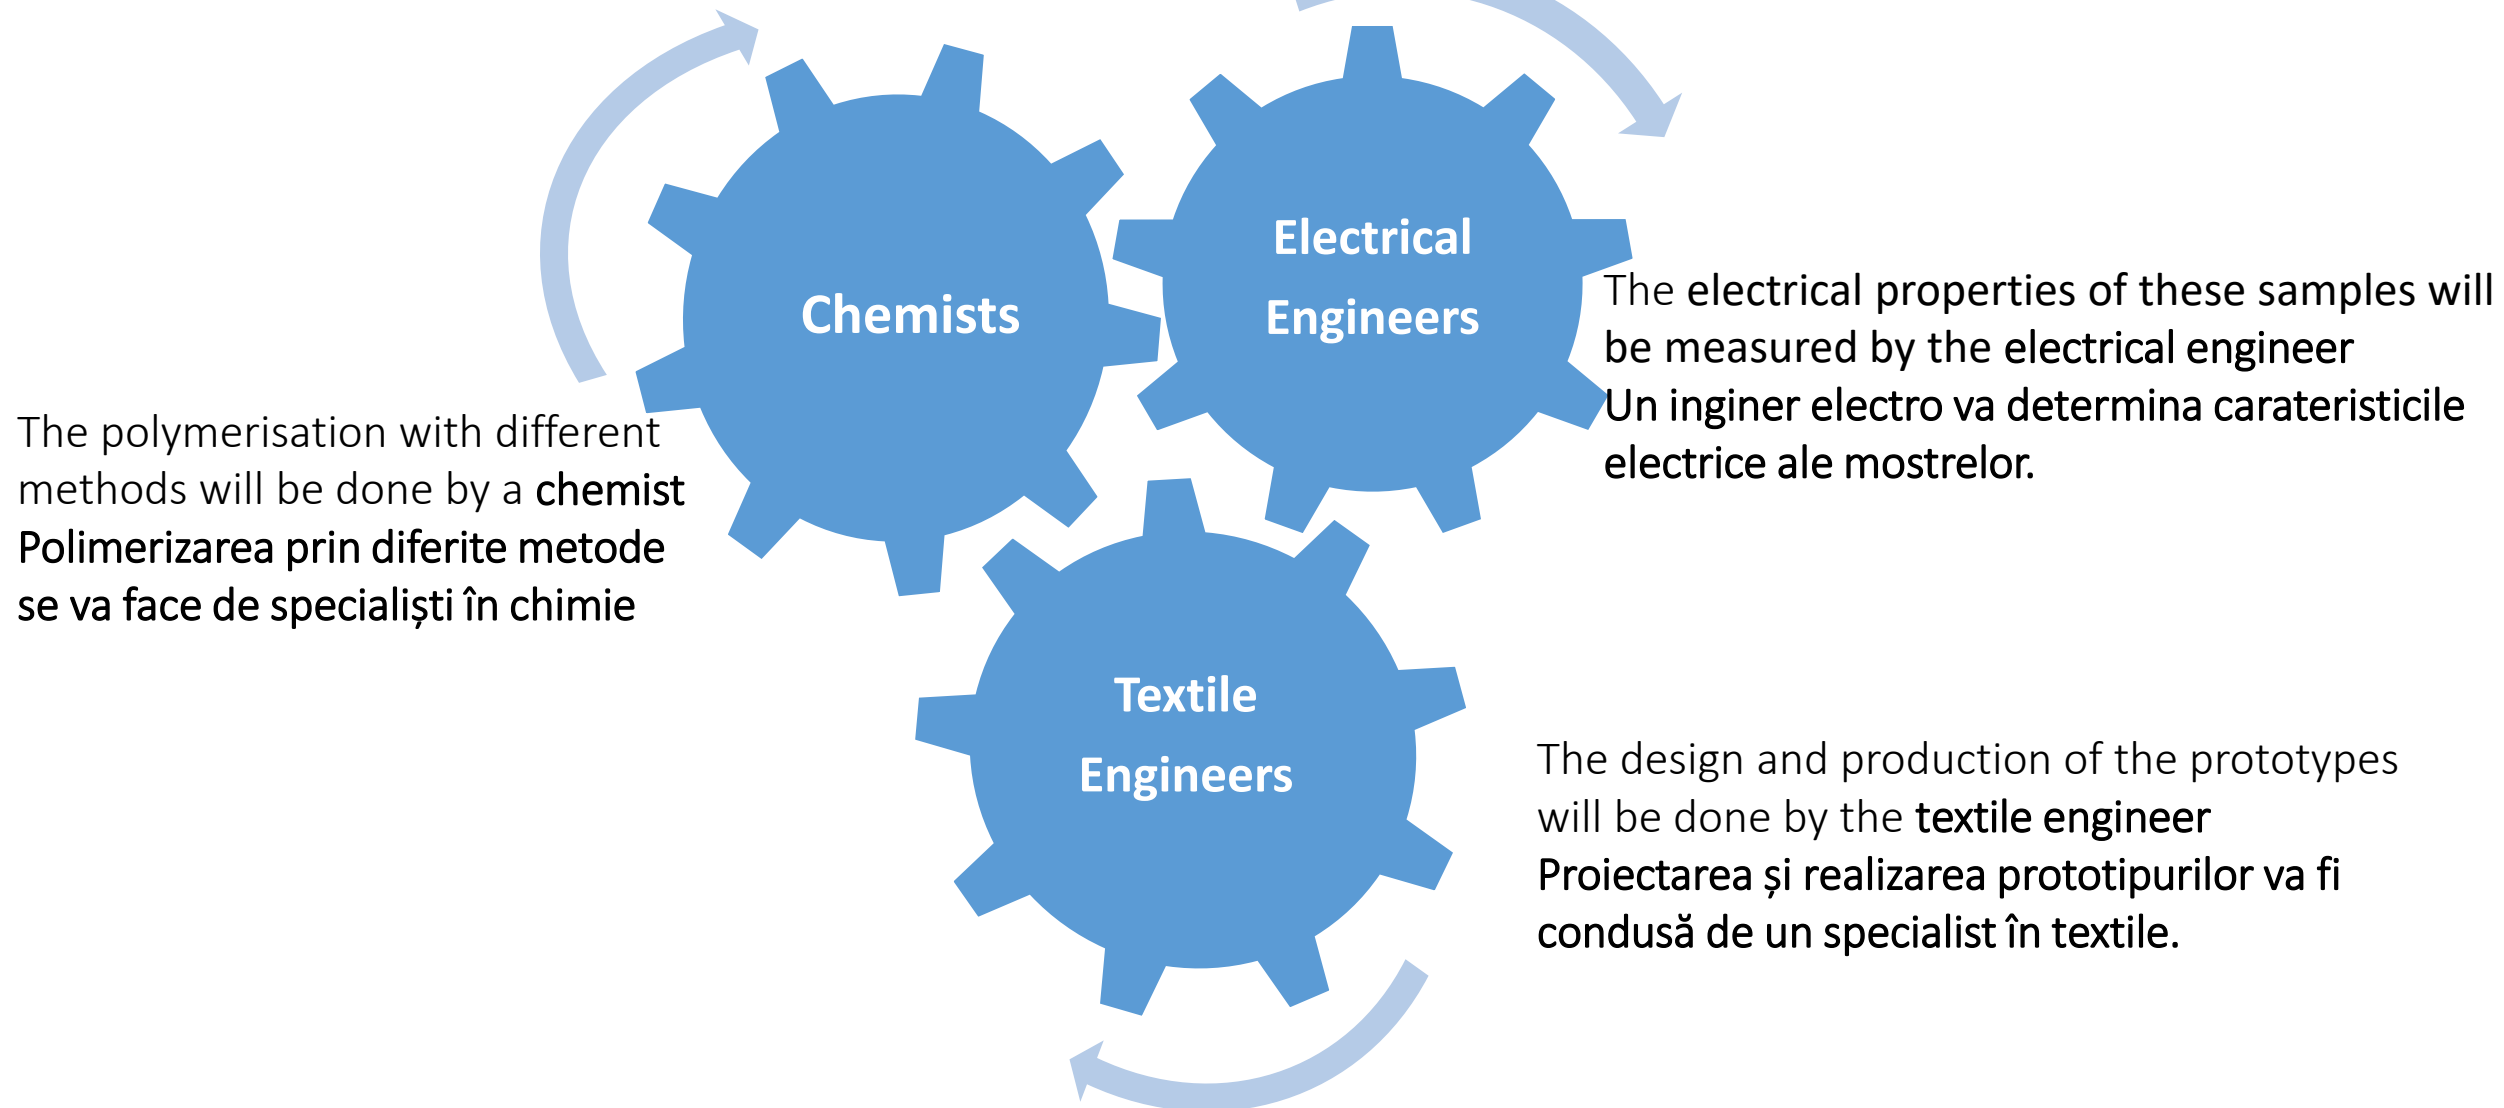 Chemists
Electrical
Engineers
The electrical properties of these samples will
be measured by the electrical engineer
Un inginer electro va determina carateristicile
electrice ale mostrelor.
The polymerisation with different
methods will be done by a chemist
Polimerizarea prin diferite metode
se va face de specialiști în chimie
Textile
Engineers
The design and production of the prototypes
will be done by the textile engineer
Proiectarea și realizarea prototipurilor va fi
condusă de un specialist în textile.